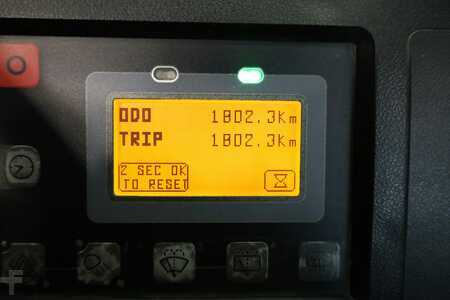 ODO 1802.3Km
TRIP 1802.3Km
2 SEC OK
TO RESET